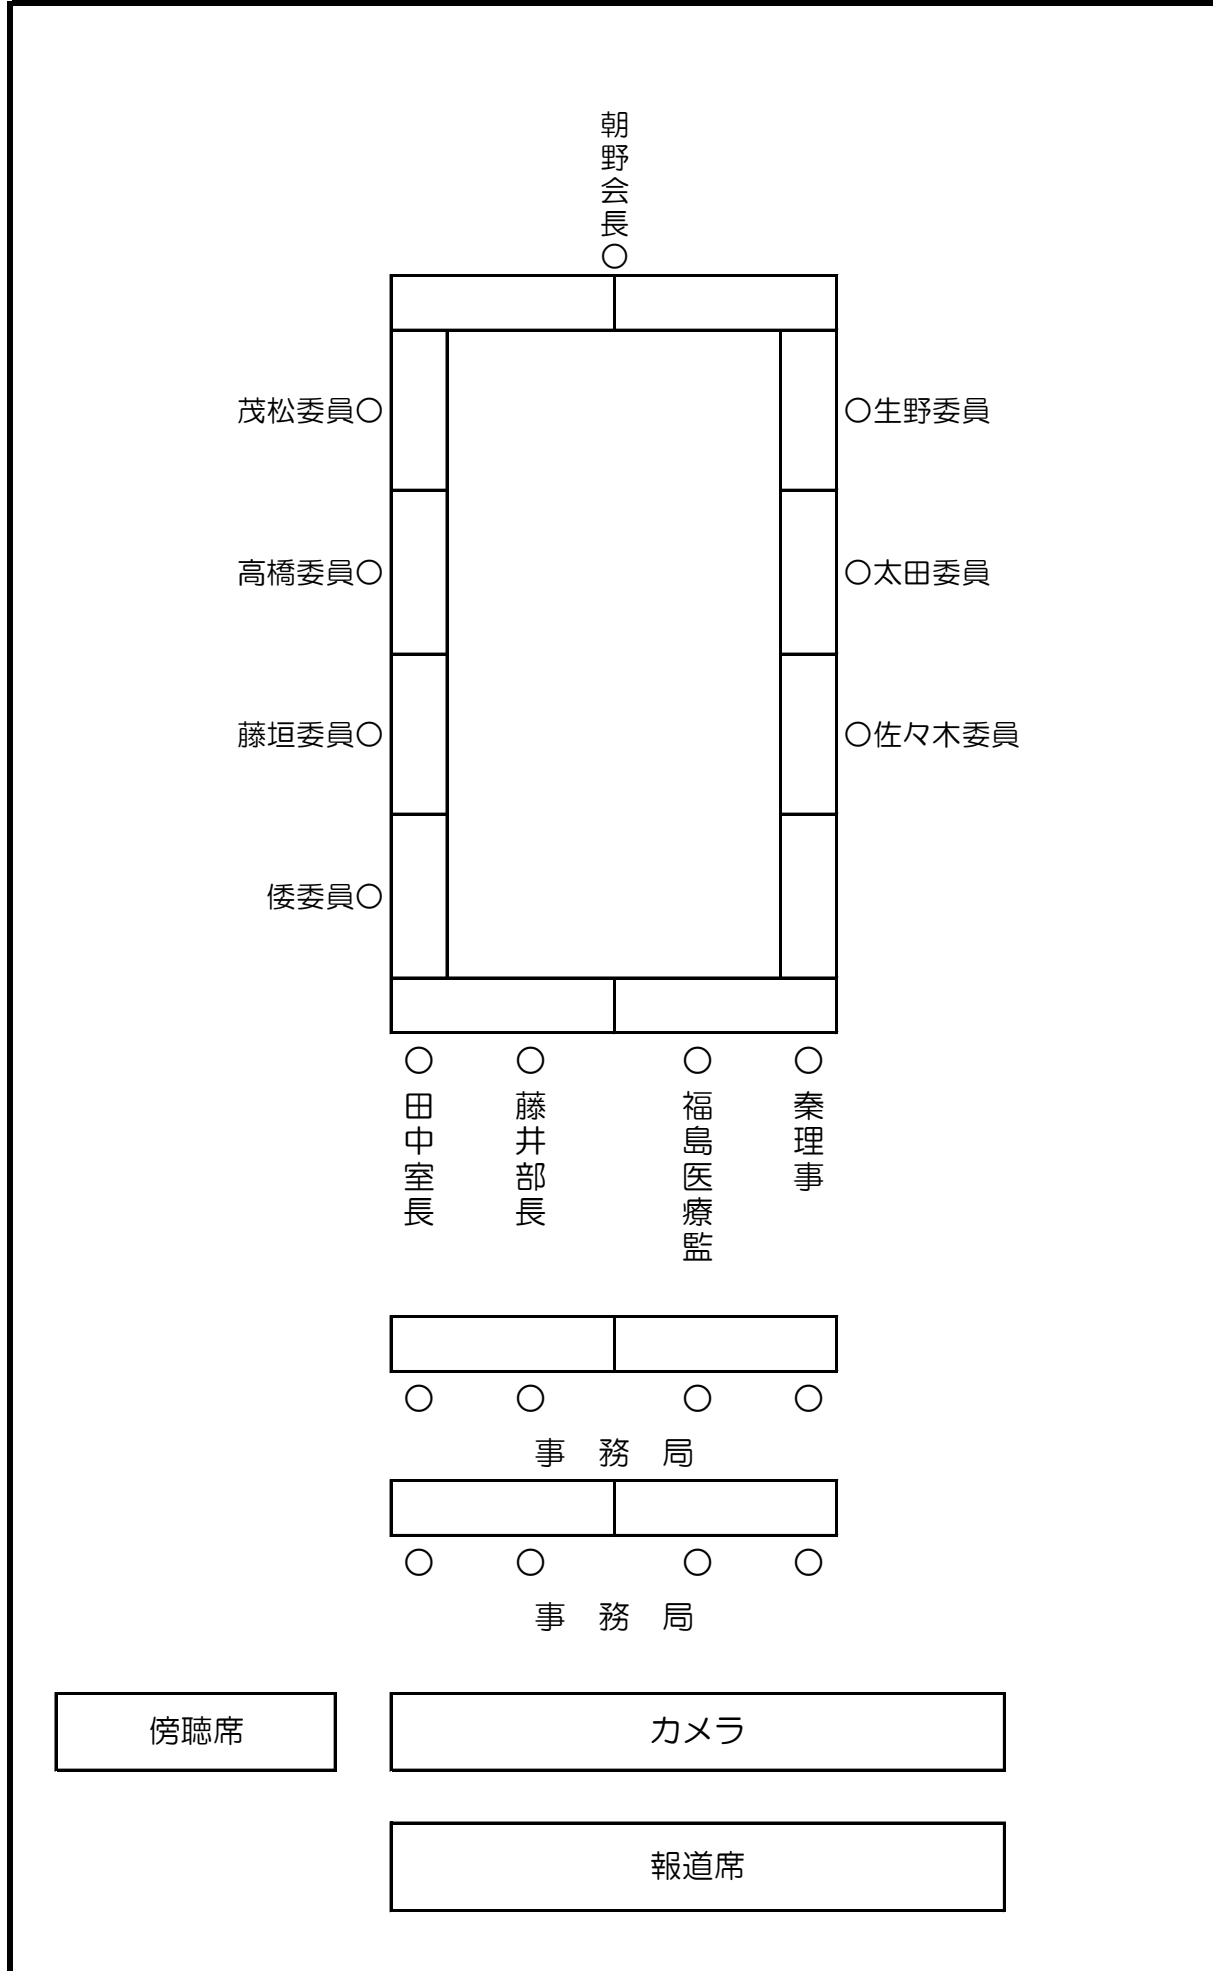 朝野会長○
茂松委員○
○生野委員
高橋委員○
○太田委員
藤垣委員○
○佐々木委員
倭委員○
○田中室長
○藤井部長
○福島医療監
○秦理事
○ ○ ○ ○
事 務 局
○ ○ ○ ○
事 務 局
傍聴席
カメラ
報道席